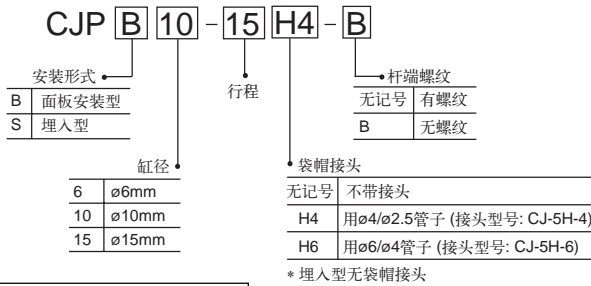 CJP B 10 - 15 H4 - B
安装形式
B 面板安装型
S 埋入型
缸径
6 ø6mm
10 ø10mm
15 ø15mm
行程
杆端螺纹
无记号 有螺纹
B 无螺纹
袋帽接头
无记号 不带接头
H4 用ø4/ø2.5管子 (接头型号: CJ-5H-4)
H6 用ø6/ø4管子 (接头型号: CJ-5H-6)
* 埋入型无袋帽接头